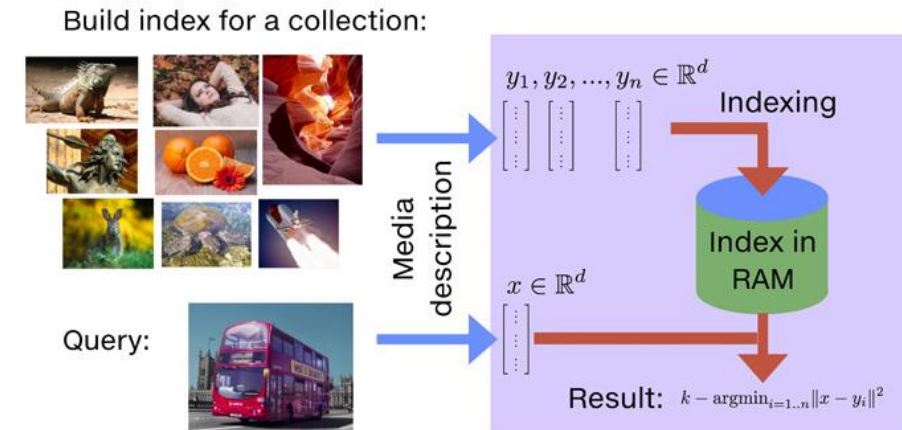 Build index for a collection:
y₁, y₂, ..., yₙ ∈ ℝᵈ
Indexing
Media
description
Index in
RAM
x ∈ ℝᵈ
Query:
Result: k − argminᵢ₌₁..ₙ‖x − yᵢ‖²